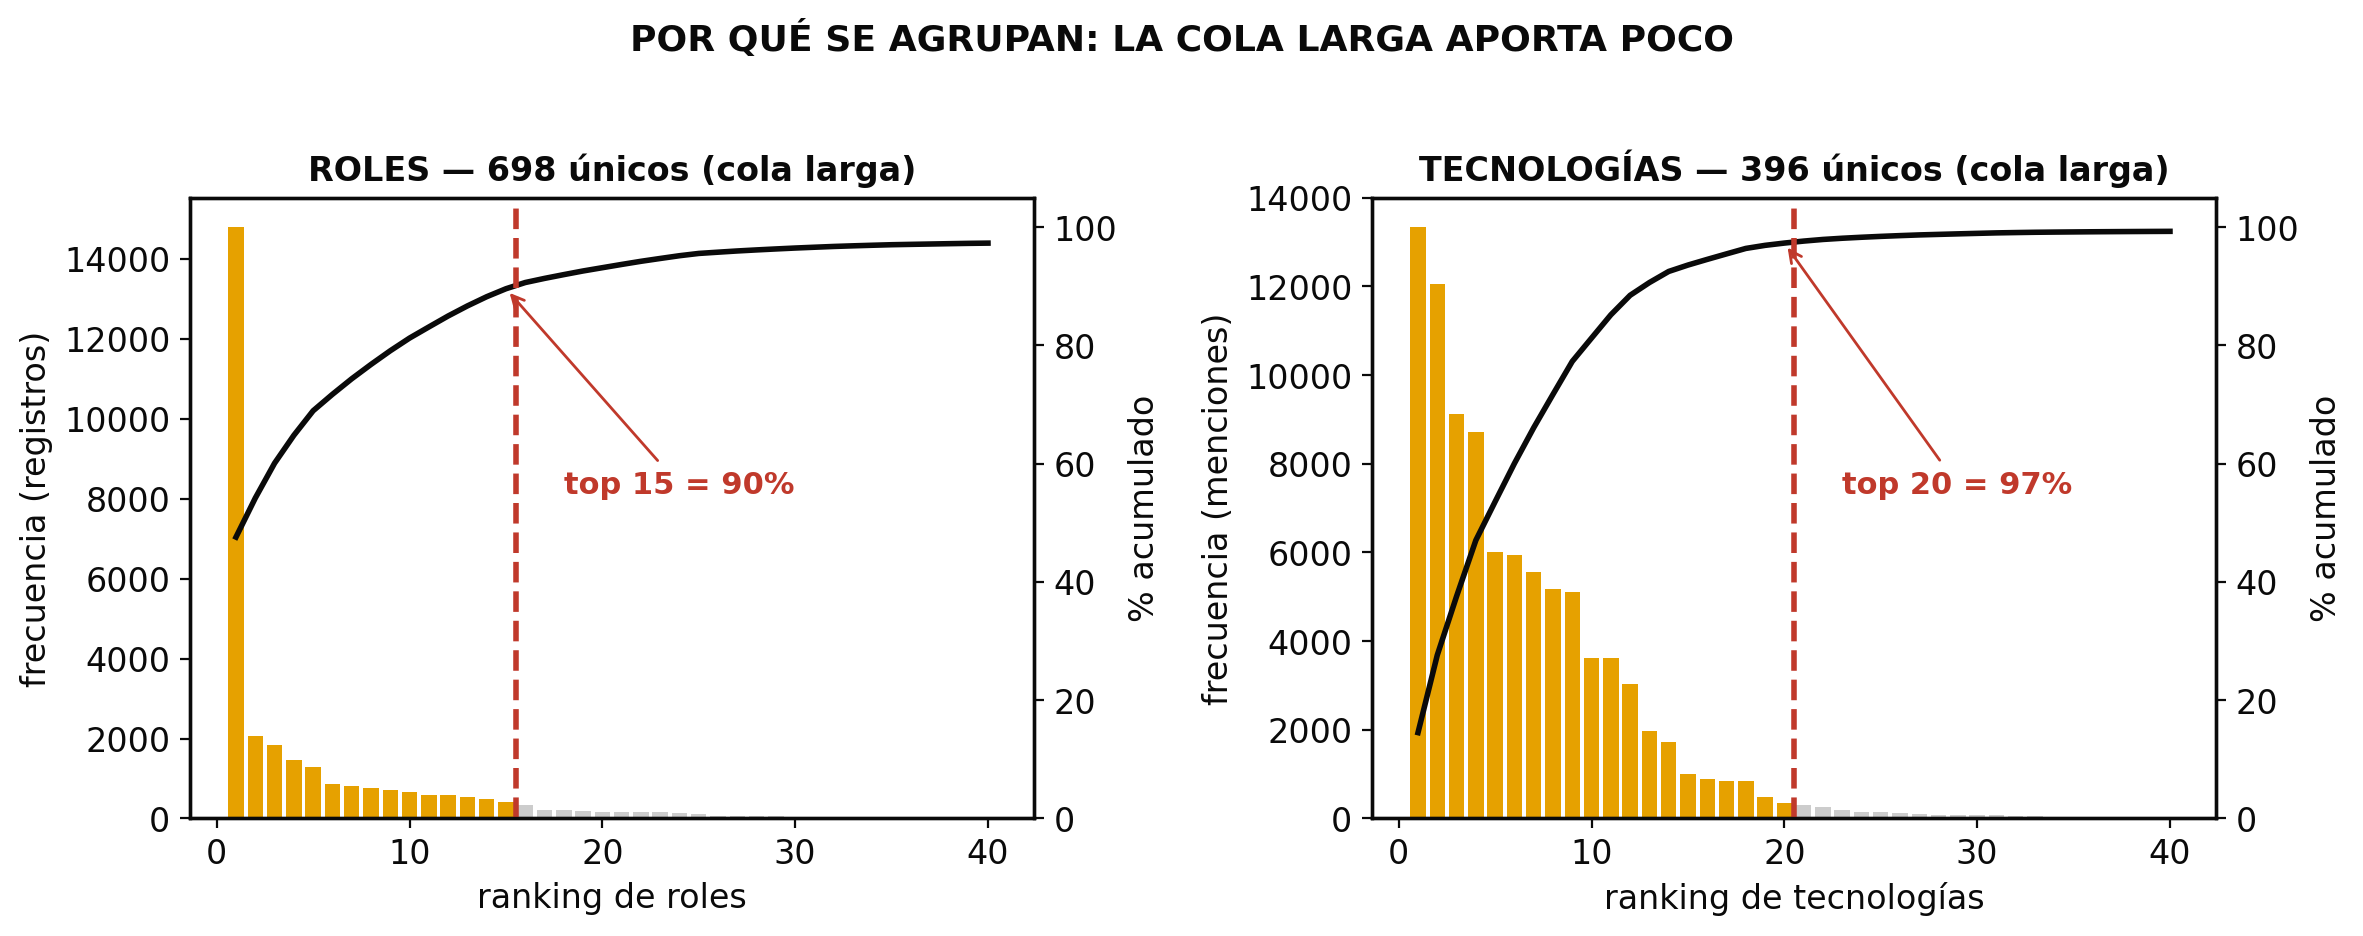 POR QUÉ SE AGRUPAN: LA COLA LARGA APORTA POCO
ROLES — 698 únicos (cola larga)
frecuencia (registros)
14000
12000
10000
8000
6000
4000
2000
0
100
80
60
40
20
0
% acumulado
top 15 = 90%
0 10 20 30 40
ranking de roles
TECNOLOGÍAS — 396 únicos (cola larga)
frecuencia (menciones)
14000
12000
10000
8000
6000
4000
2000
0
100
80
60
40
20
0
% acumulado
top 20 = 97%
0 10 20 30 40
ranking de tecnologías